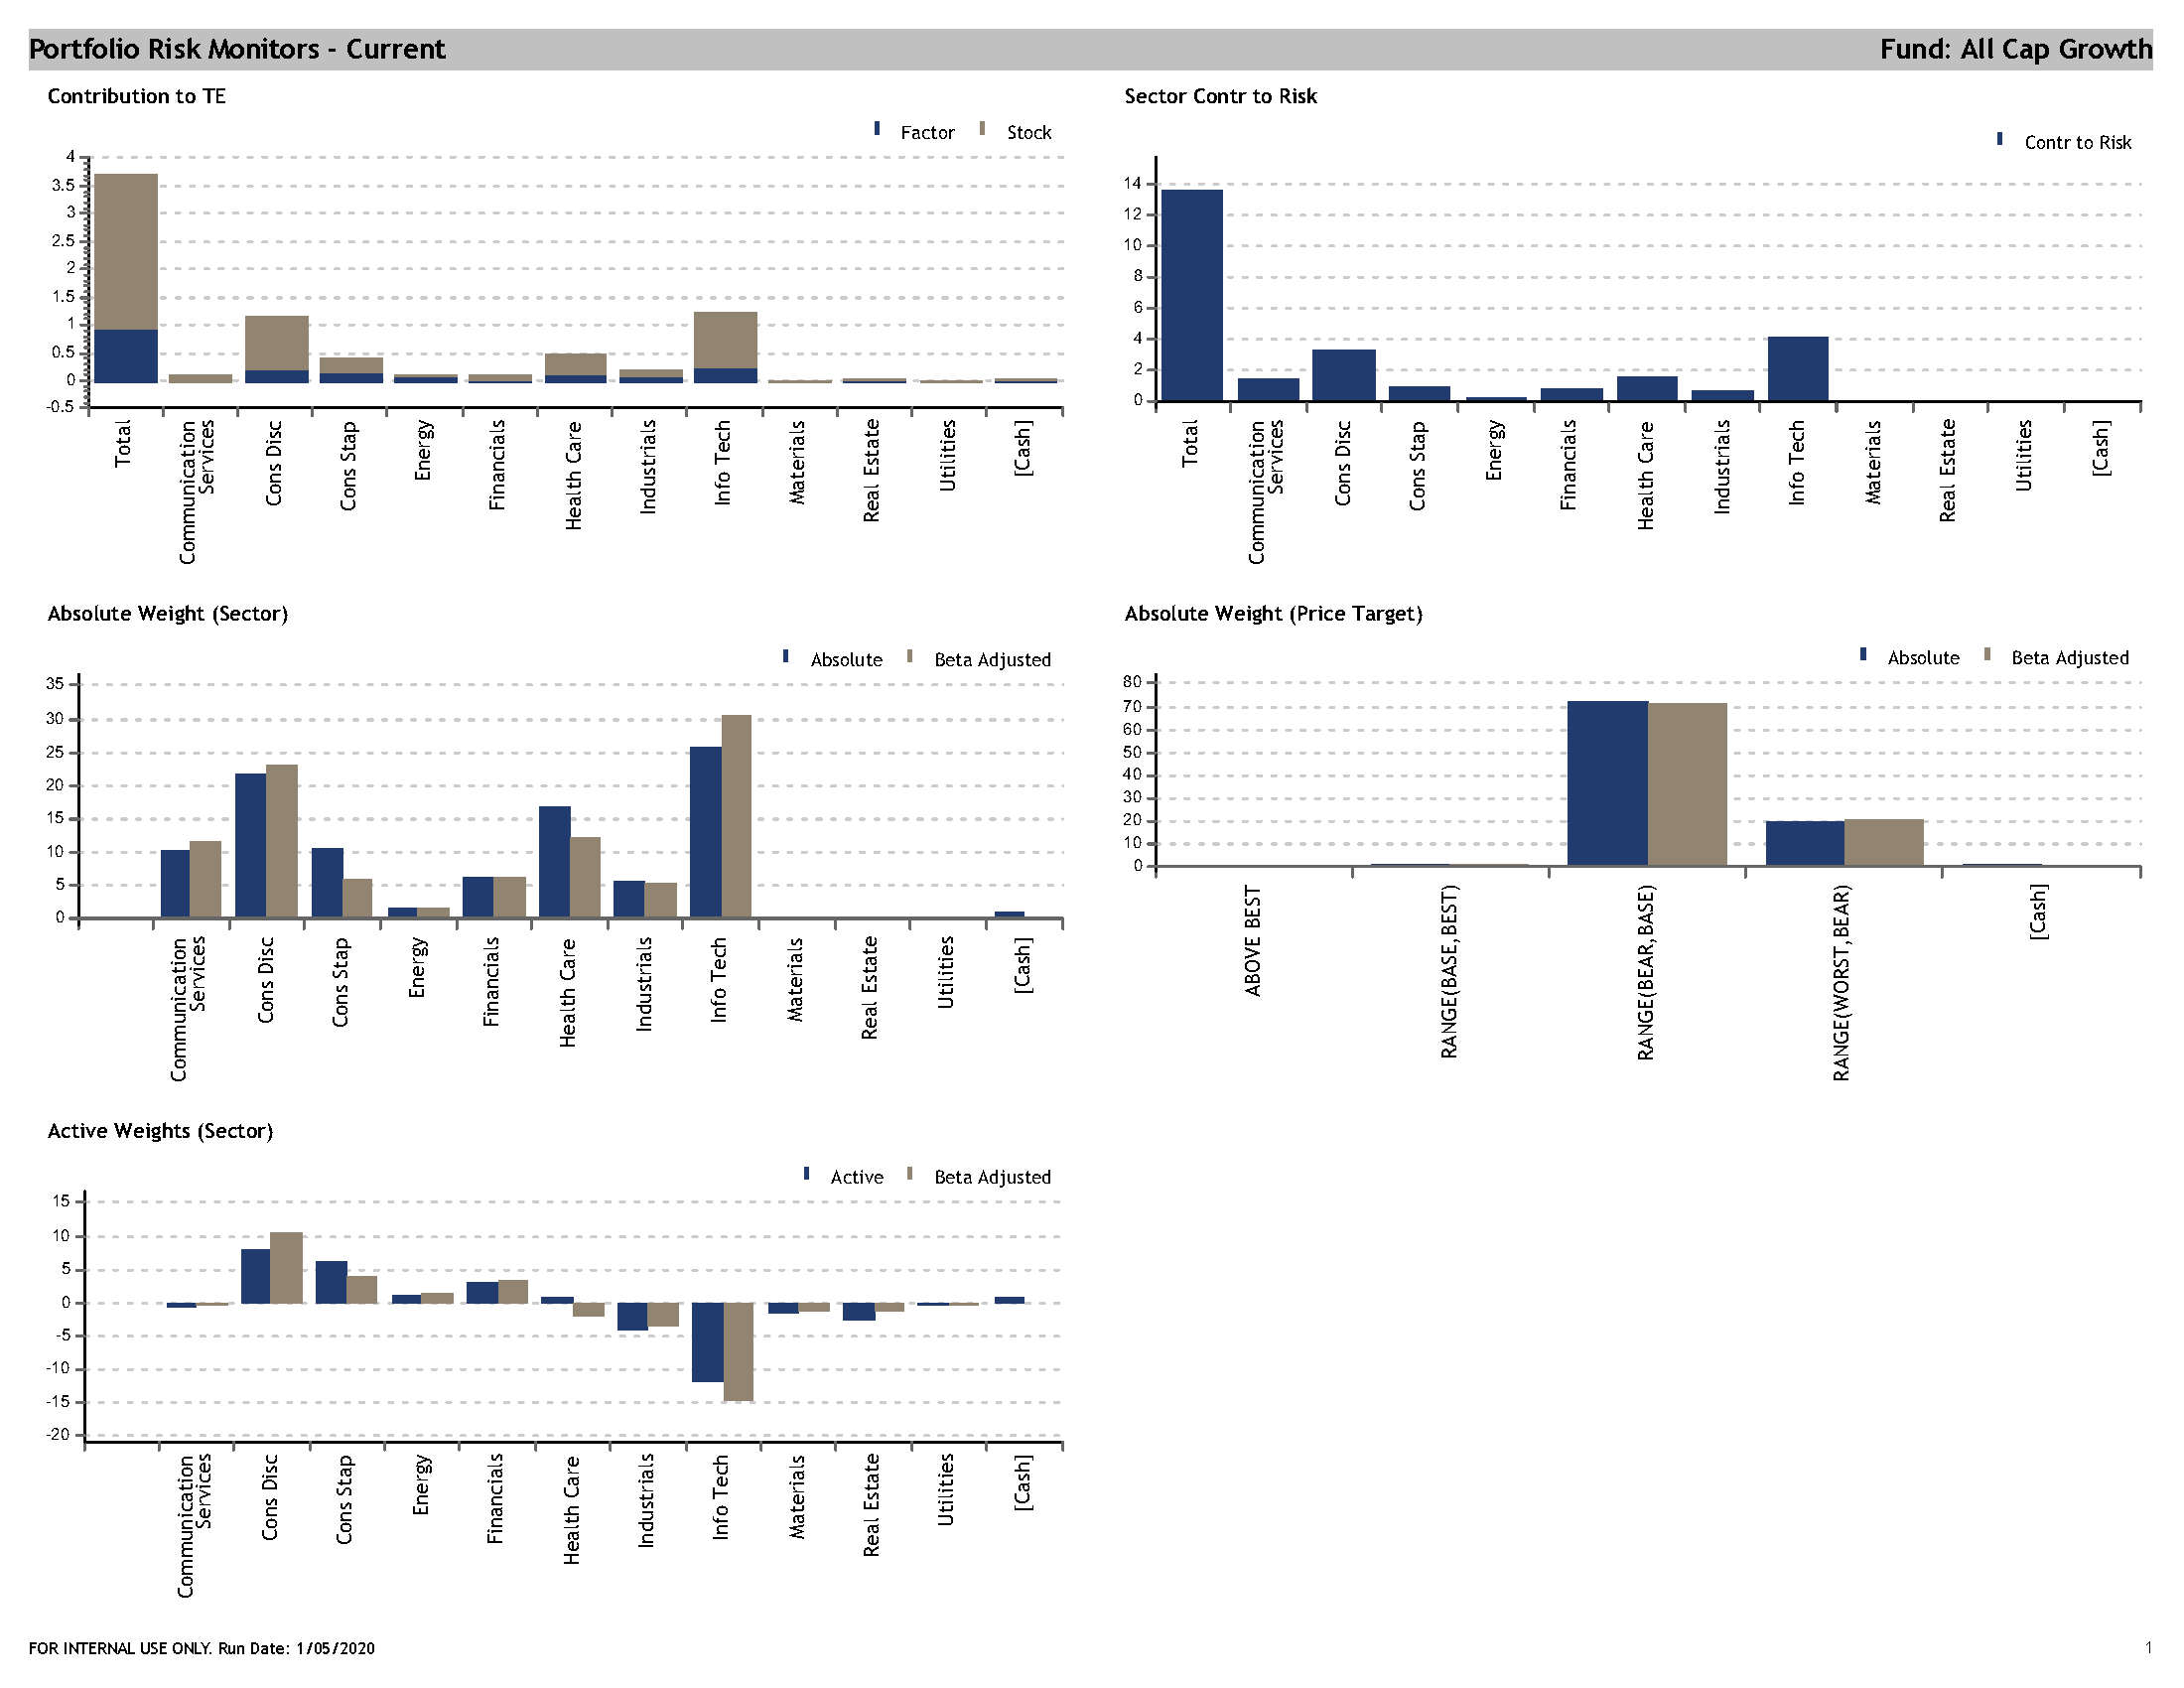 Portfolio Risk Monitors - Current
Fund: All Cap Growth
Contribution to TE
Factor
Stock
4
3.5
3
2.5
2
1.5
1
0.5
0
-0.5
Total
Communication
Services
Cons Disc
Cons Stap
Energy
Financials
Health Care
Industrials
Info Tech
Materials
Real Estate
Utilities
[Cash]
Sector Contr to Risk
Contr to Risk
14
12
10
8
6
4
2
0
Total
Communication
Services
Cons Disc
Cons Stap
Energy
Financials
Health Care
Industrials
Info Tech
Materials
Real Estate
Utilities
[Cash]
Absolute Weight (Sector)
Absolute
Beta Adjusted
35
30
25
20
15
10
5
0
Communication
Services
Cons Disc
Cons Stap
Energy
Financials
Health Care
Industrials
Info Tech
Materials
Real Estate
Utilities
[Cash]
Absolute Weight (Price Target)
Absolute
Beta Adjusted
80
70
60
50
40
30
20
10
0
ABOVE BEST
RANGE(BASE,BEST)
RANGE(BEAR,BASE)
RANGE(WORST,BEAR)
[Cash]
Active Weights (Sector)
Active
Beta Adjusted
15
10
5
0
-5
-10
-15
-20
Communication
Services
Cons Disc
Cons Stap
Energy
Financials
Health Care
Industrials
Info Tech
Materials
Real Estate
Utilities
[Cash]
FOR INTERNAL USE ONLY. Run Date: 1/05/2020
1